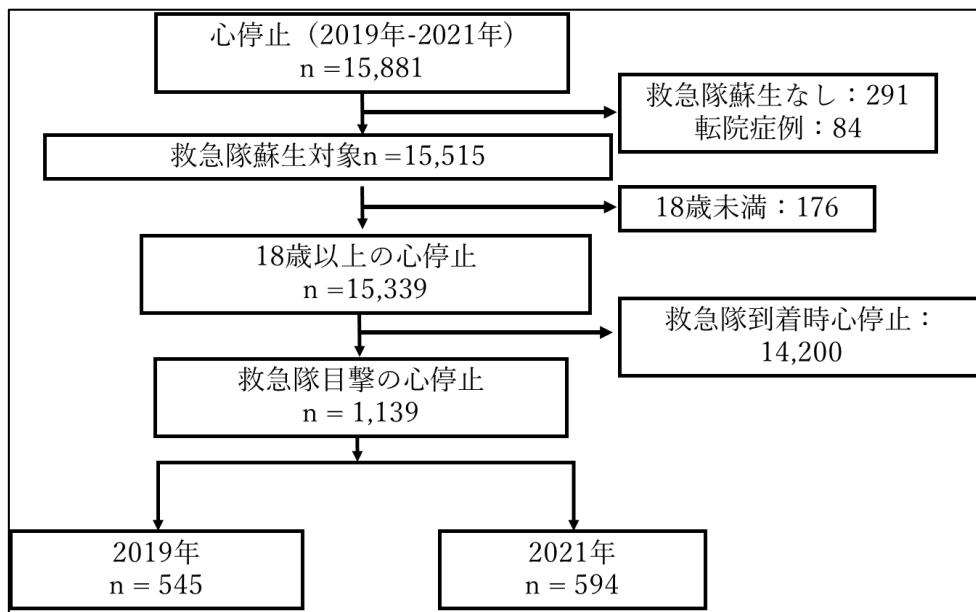 心停止（2019年-2021年）
n =15,881
救急隊蘇生なし：291
転院症例：84
救急隊蘇生対象n =15,515
18歳未満：176
18歳以上の心停止
n =15,339
救急隊到着時心停止：
14,200
救急隊目撃の心停止
n = 1,139
2019年
n = 545
2021年
n = 594